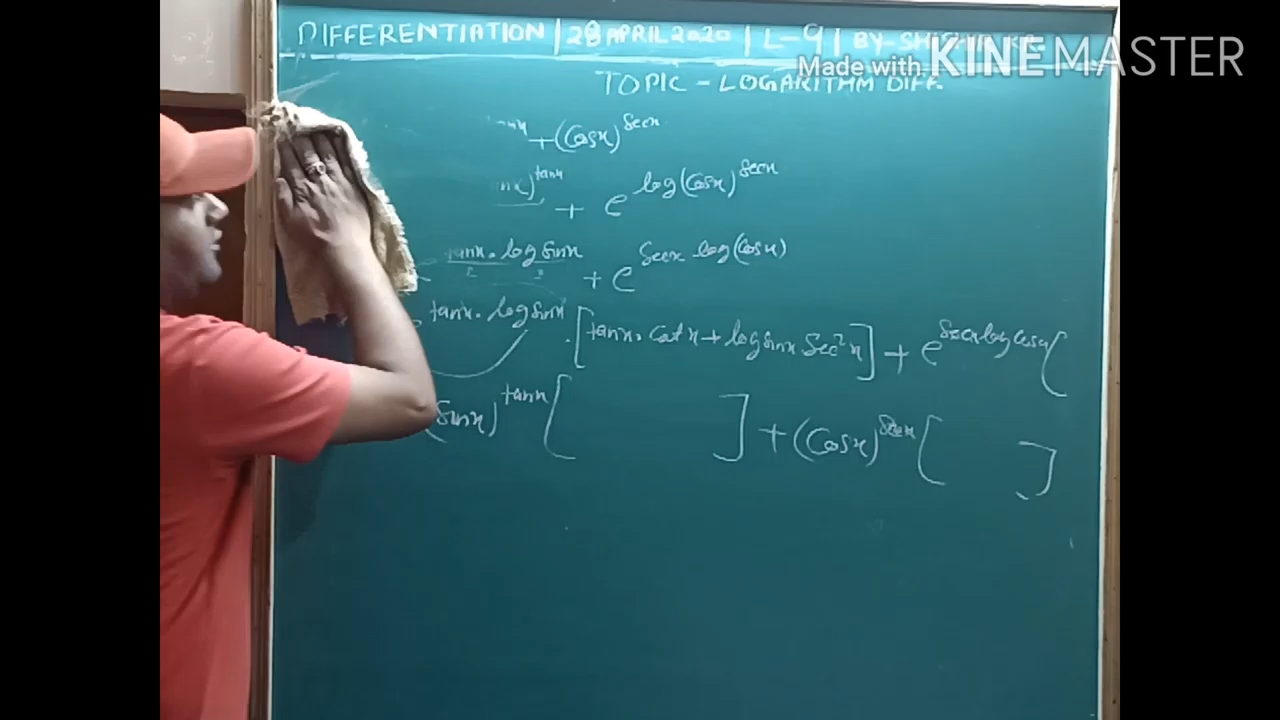 DIFFERENTIATION | 28 APRIL 2020 | L-9 | BY-
Made with KINEMASTER
TOPIC - LOGARITHM DIFF.
+ (Cosx)^secx
)^tanx + e^log(Cosx)^secx
tanx · log sinx + e^secx log(Cosx)
tanx · log sinx · [tanx · Cotx + log sinx Sec²x] + e^secx log cosx (
(Sinx)^tanx [ ] + (Cosx)^secx [ ]